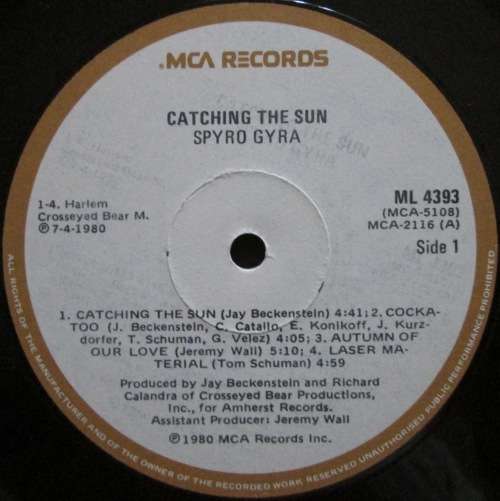 MCA RECORDS
CATCHING THE SUN
SPYRO GYRA
1-4. Harlem
Crosseyed Bear M.
℗7-4-1980
ML 4393
(MCA-5108)
MCA-2116 (A)
Side 1
1. CATCHING THE SUN (Jay Beckenstein) 4:41; 2. COCKA-
TOO (J. Beckenstein, C. Catallo, E. Konikoff, J. Kurz-
dorfer, T. Schuman, G. Velez) 4:05; 3. AUTUMN OF
OUR LOVE (Jeremy Wall) 5:10; 4. LASER MA-
TERIAL (Tom Schuman) 4:59
Produced by Jay Beckenstein and Richard
Calandra of Crosseyed Bear Productions,
Inc., for Amherst Records.
Assistant Producer: Jeremy Wall
℗1980 MCA Records Inc.
ALL RIGHTS OF THE MANUFACTURER AND OF THE OWNER OF THE RECORDED WORK RESERVED UNAUTHORISED PUBLIC PERFORMANCE PROHIBITED